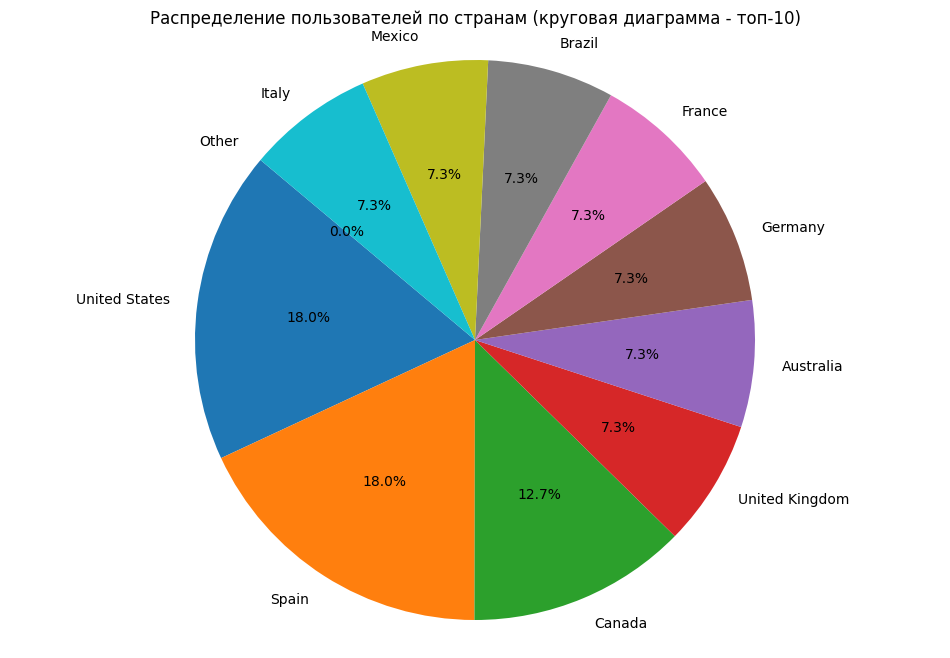 Распределение пользователей по странам (круговая диаграмма - топ-10)
Mexico
Brazil
Italy
France
Other
7.3%
7.3%
7.3%
7.3%
0.0%
Germany
7.3%
United States
18.0%
7.3%
Australia
7.3%
18.0%
12.7%
United Kingdom
Spain
Canada